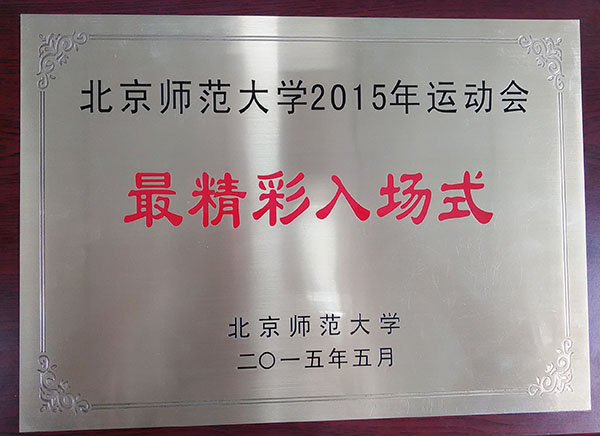 北京师范大学2015年运动会
最精彩入场式
北京师范大学
二〇一五年五月